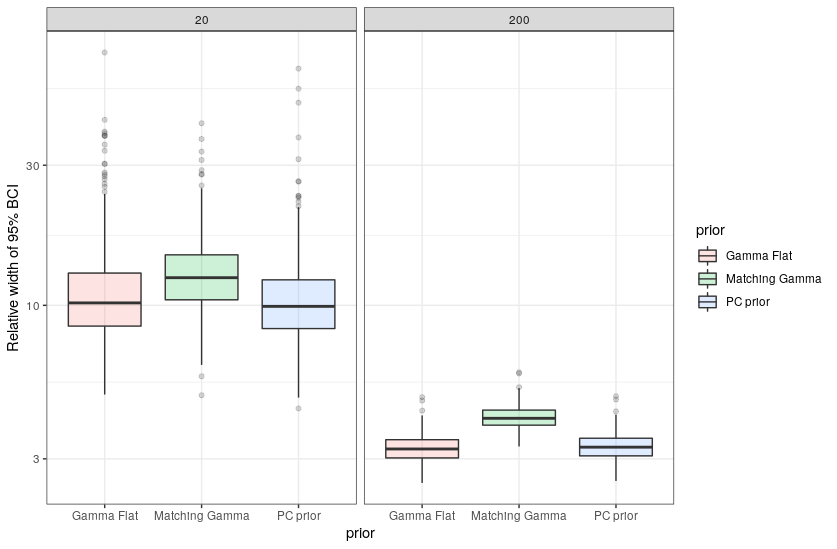 20
200
Relative width of 95% BCI
30
10
3
Gamma Flat
Matching Gamma
PC prior
Gamma Flat
Matching Gamma
PC prior
prior
prior
Gamma Flat
Matching Gamma
PC prior